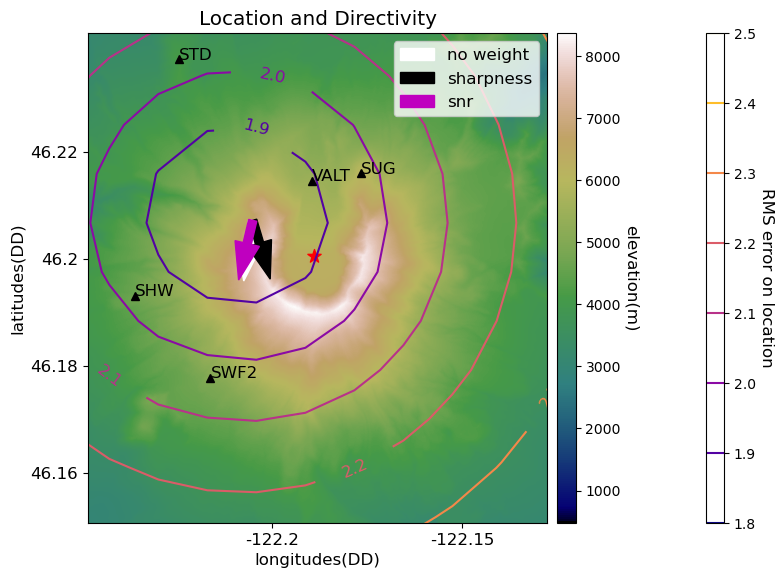 Location and Directivity
no weight
sharpness
snr
STD
2.0
1.9
VALT
SUG
SHW
SWF2
2.1
2.2
46.22
46.2
46.18
46.16
latitudes(DD)
-122.2
-122.15
longitudes(DD)
8000
7000
6000
5000
4000
3000
2000
1000
elevation(m)
2.5
2.4
2.3
2.2
2.1
2.0
1.9
1.8
RMS error on location